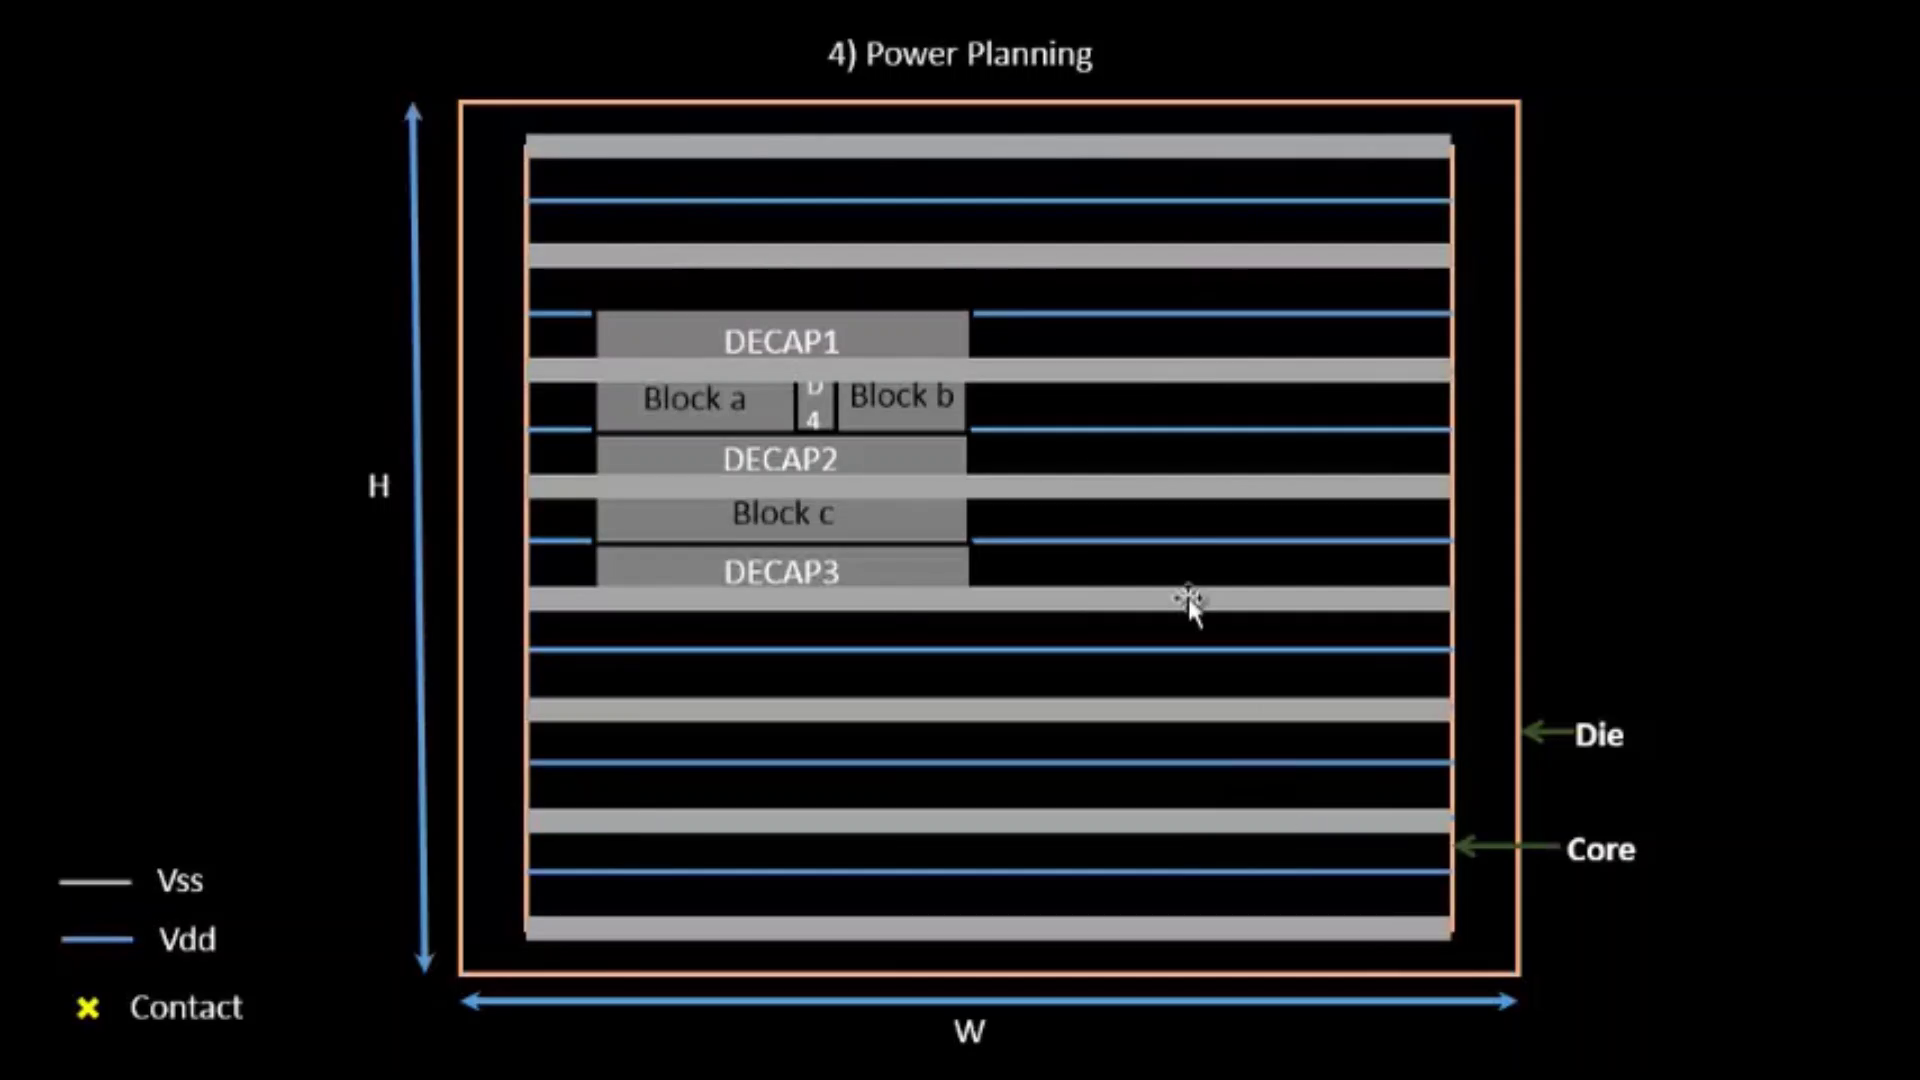 4) Power Planning
DECAP1
Block a
D
4
Block b
DECAP2
H
Block c
DECAP3
Die
Core
Vss
Vdd
Contact
W